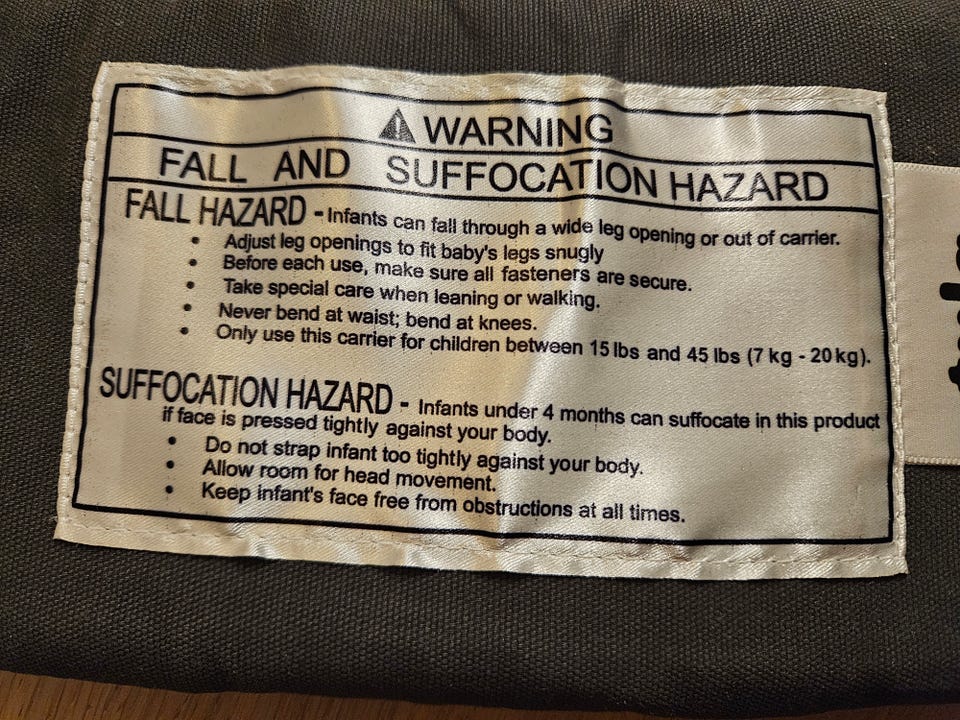 WARNING
FALL AND SUFFOCATION HAZARD
FALL HAZARD - Infants can fall through a wide leg opening or out of carrier.
• Adjust leg openings to fit baby's legs snugly
• Before each use, make sure all fasteners are secure.
• Take special care when leaning or walking.
• Never bend at waist; bend at knees.
• Only use this carrier for children between 15 lbs and 45 lbs (7 kg - 20 kg).
SUFFOCATION HAZARD - Infants under 4 months can suffocate in this product
if face is pressed tightly against your body.
• Do not strap infant too tightly against your body.
• Allow room for head movement.
• Keep infant's face free from obstructions at all times.